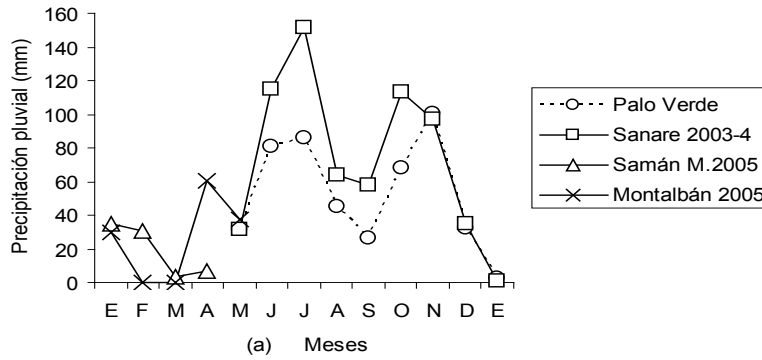 Precipitación pluvial (mm)
160
140
120
100
80
60
40
20
0
E F M A M J J A S O N D E
(a) Meses
Palo Verde
Sanare 2003-4
Samán M.2005
Montalbán 2005